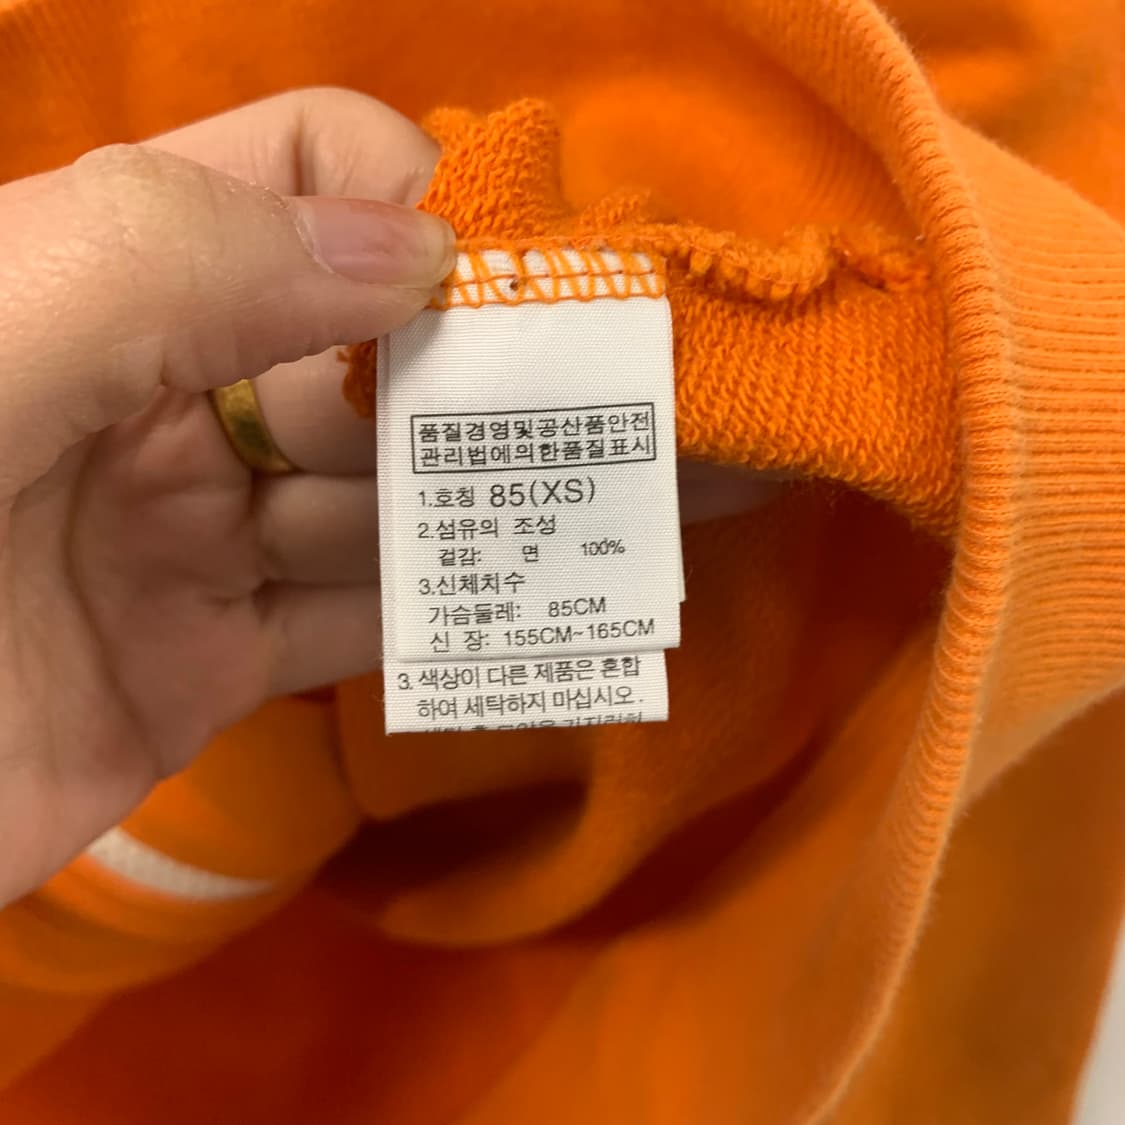 품질경영및공산품안전
관리법에의한품질표시
1.호칭 85(XS)
2.섬유의 조성
겉감: 면 100%
3.신체치수
가슴둘레: 85CM
신 장: 155CM~165CM
3. 색상이 다른 제품은 혼합
하여 세탁하지 마십시오.